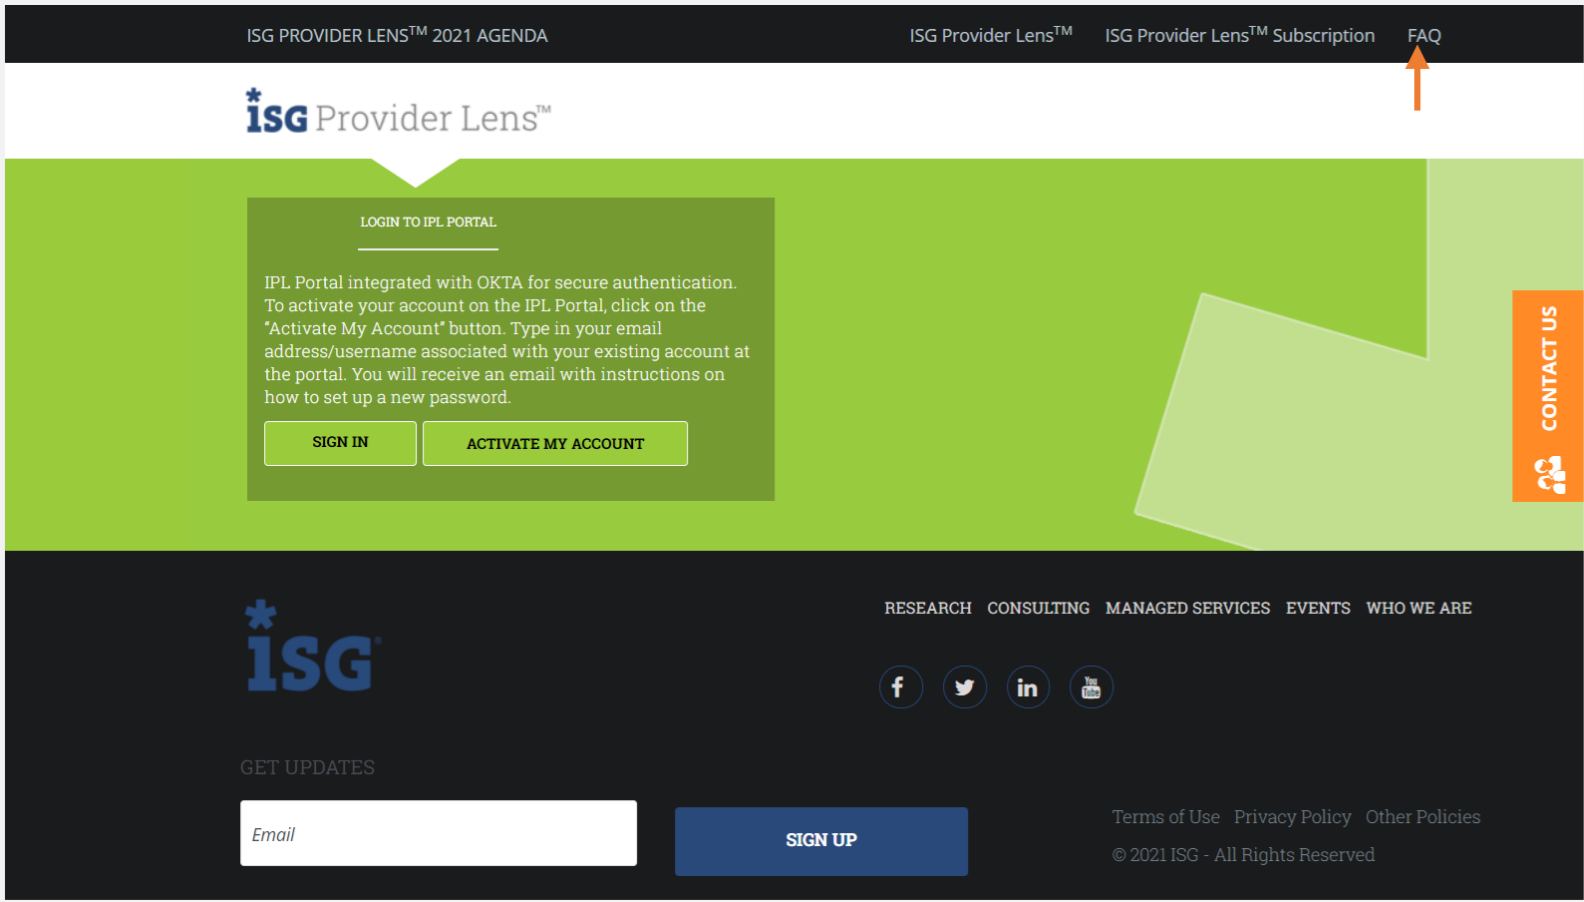 ISG PROVIDER LENS™ 2021 AGENDA
ISG Provider Lens™
ISG Provider Lens™ Subscription
FAQ
ISG Provider Lens™
LOGIN TO IPL PORTAL
IPL Portal integrated with OKTA for secure authentication.
To activate your account on the IPL Portal, click on the
“Activate My Account” button. Type in your email
address/username associated with your existing account at
the portal. You will receive an email with instructions on
how to set up a new password.
SIGN IN
ACTIVATE MY ACCOUNT
CONTACT US
ISG®
RESEARCH CONSULTING MANAGED SERVICES EVENTS WHO WE ARE
f
in
You Tube
GET UPDATES
Email
SIGN UP
Terms of Use Privacy Policy Other Policies
© 2021 ISG - All Rights Reserved